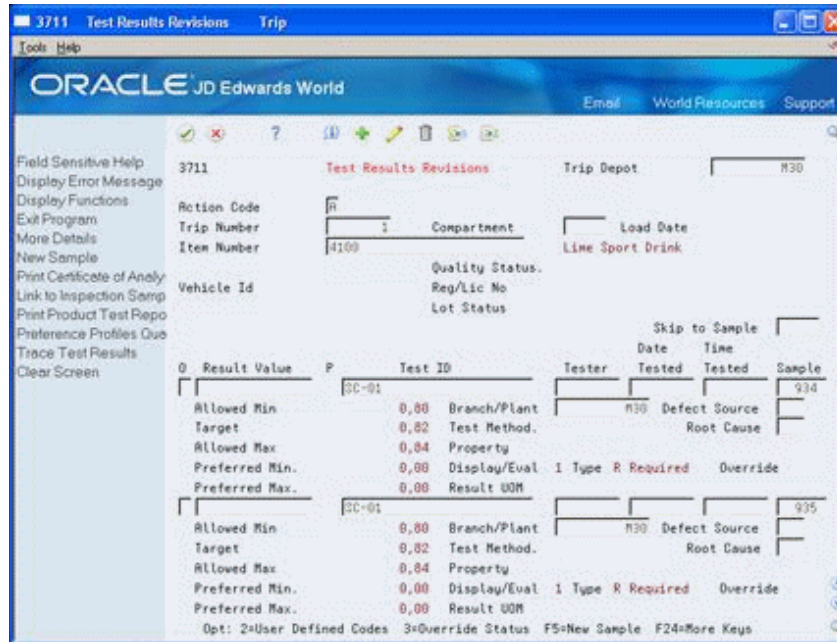 3711 Test Results Revisions Trip
Tools Help
ORACLE JD Edwards World
Email World Resources Support
Field Sensitive Help
Display Error Message
Display Functions
Exit Program
More Details
New Sample
Print Certificate of Analy
Link to Inspection Samp
Print Product Test Repo
Preference Profiles Que
Trace Test Results
Clear Screen
3711 Test Results Revisions Trip Depot M30
Action Code A
Trip Number 1 Compartment Load Date
Item Number 4100 Lime Sport Drink
Quality Status.
Vehicle Id Reg/Lic No
Lot Status
Skip to Sample
Date Time
O Result Value P Test ID Tester Tested Tested Sample
SC-01 934
Allowed Min 0,80 Branch/Plant M30 Defect Source
Target 0,82 Test Method. Root Cause
Allowed Max 0,84 Property
Preferred Min. 0,00 Display/Eval 1 Type R Required Override
Preferred Max. 0,00 Result UOM
SC-01 935
Allowed Min 0,80 Branch/Plant M30 Defect Source
Target 0,82 Test Method. Root Cause
Allowed Max 0,84 Property
Preferred Min. 0,00 Display/Eval 1 Type R Required Override
Preferred Max. 0,00 Result UOM
Opt: 2=User Defined Codes 3=Override Status F5=New Sample F24=More Keys